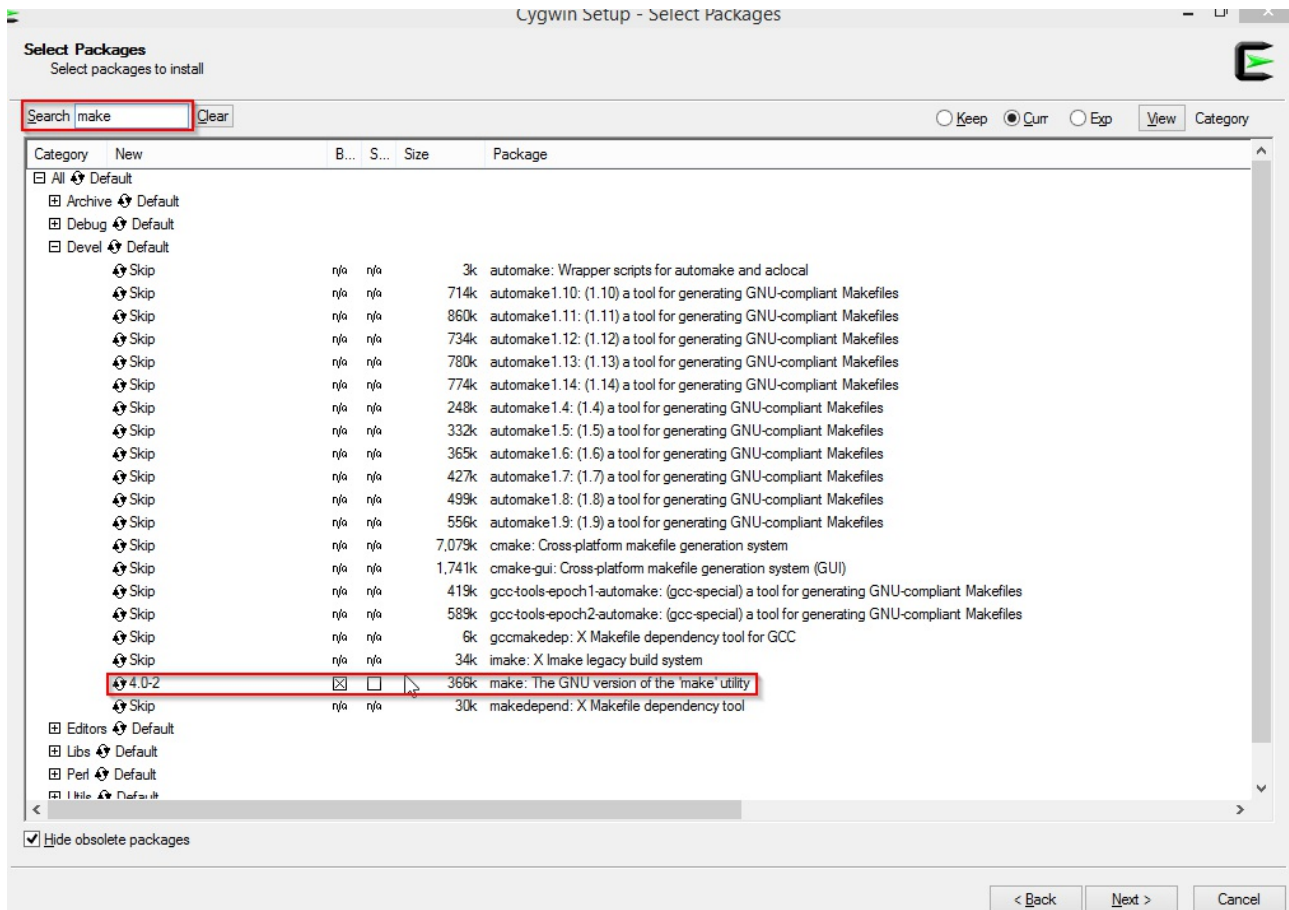 Cygwin Setup - Select Packages
Select Packages
Select packages to install
Search make Clear Keep Curr Exp View Category
Category New B... S... Size Package
All Default
Archive Default
Debug Default
Devel Default
Skip n/a n/a 3k automake: Wrapper scripts for automake and aclocal
Skip n/a n/a 714k automake1.10: (1.10) a tool for generating GNU-compliant Makefiles
Skip n/a n/a 860k automake1.11: (1.11) a tool for generating GNU-compliant Makefiles
Skip n/a n/a 734k automake1.12: (1.12) a tool for generating GNU-compliant Makefiles
Skip n/a n/a 780k automake1.13: (1.13) a tool for generating GNU-compliant Makefiles
Skip n/a n/a 774k automake1.14: (1.14) a tool for generating GNU-compliant Makefiles
Skip n/a n/a 248k automake1.4: (1.4) a tool for generating GNU-compliant Makefiles
Skip n/a n/a 332k automake1.5: (1.5) a tool for generating GNU-compliant Makefiles
Skip n/a n/a 365k automake1.6: (1.6) a tool for generating GNU-compliant Makefiles
Skip n/a n/a 427k automake1.7: (1.7) a tool for generating GNU-compliant Makefiles
Skip n/a n/a 499k automake1.8: (1.8) a tool for generating GNU-compliant Makefiles
Skip n/a n/a 556k automake1.9: (1.9) a tool for generating GNU-compliant Makefiles
Skip n/a n/a 7,079k cmake: Cross-platform makefile generation system
Skip n/a n/a 1,741k cmake-gui: Cross-platform makefile generation system (GUI)
Skip n/a n/a 419k gcc-tools-epoch1-automake: (gcc-special) a tool for generating GNU-compliant Makefiles
Skip n/a n/a 589k gcc-tools-epoch2-automake: (gcc-special) a tool for generating GNU-compliant Makefiles
Skip n/a n/a 6k gccmakedep: X Makefile dependency tool for GCC
Skip n/a n/a 34k imake: X Imake legacy build system
4.0-2 366k make: The GNU version of the 'make' utility
Skip n/a n/a 30k makedepend: X Makefile dependency tool
Editors Default
Libs Default
Perl Default
Utils Default
Hide obsolete packages
< Back Next > Cancel